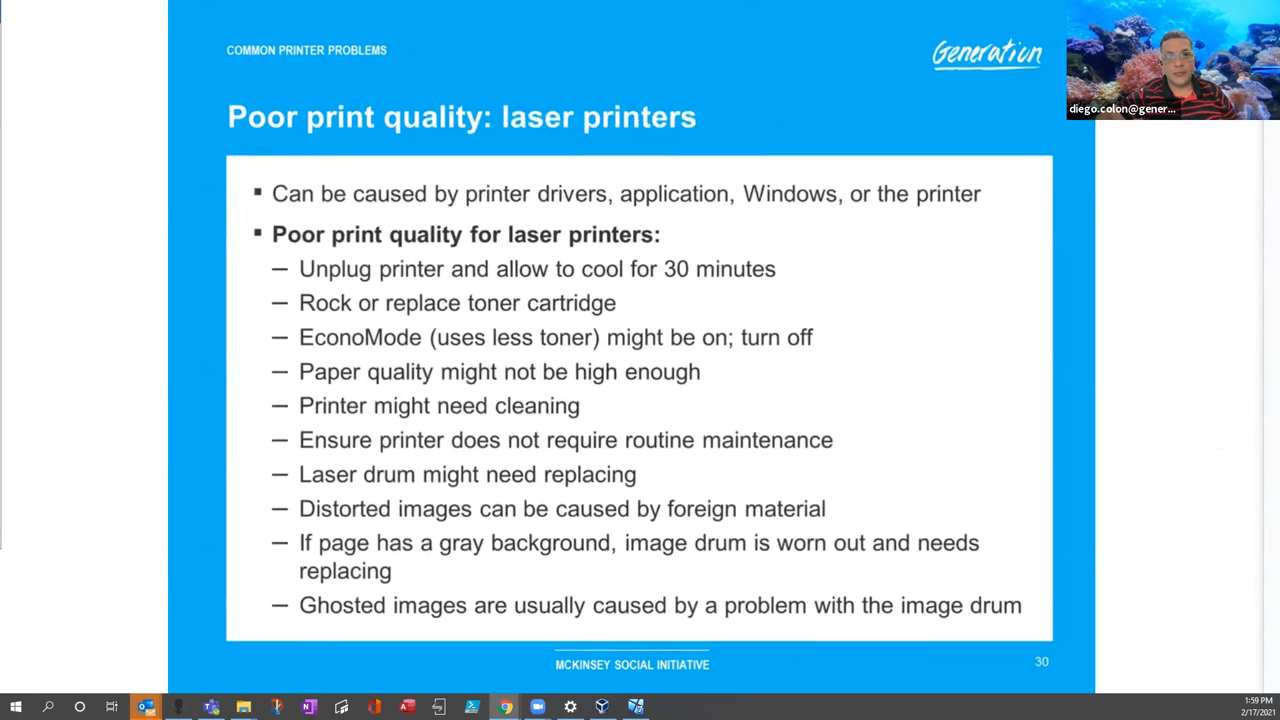 COMMON PRINTER PROBLEMS
Generation
diego.colon@gener...
Poor print quality: laser printers
▪ Can be caused by printer drivers, application, Windows, or the printer
▪ Poor print quality for laser printers:
– Unplug printer and allow to cool for 30 minutes
– Rock or replace toner cartridge
– EconoMode (uses less toner) might be on; turn off
– Paper quality might not be high enough
– Printer might need cleaning
– Ensure printer does not require routine maintenance
– Laser drum might need replacing
– Distorted images can be caused by foreign material
– If page has a gray background, image drum is worn out and needs
replacing
– Ghosted images are usually caused by a problem with the image drum
MCKINSEY SOCIAL INITIATIVE
30
1:59 PM
2/17/2021